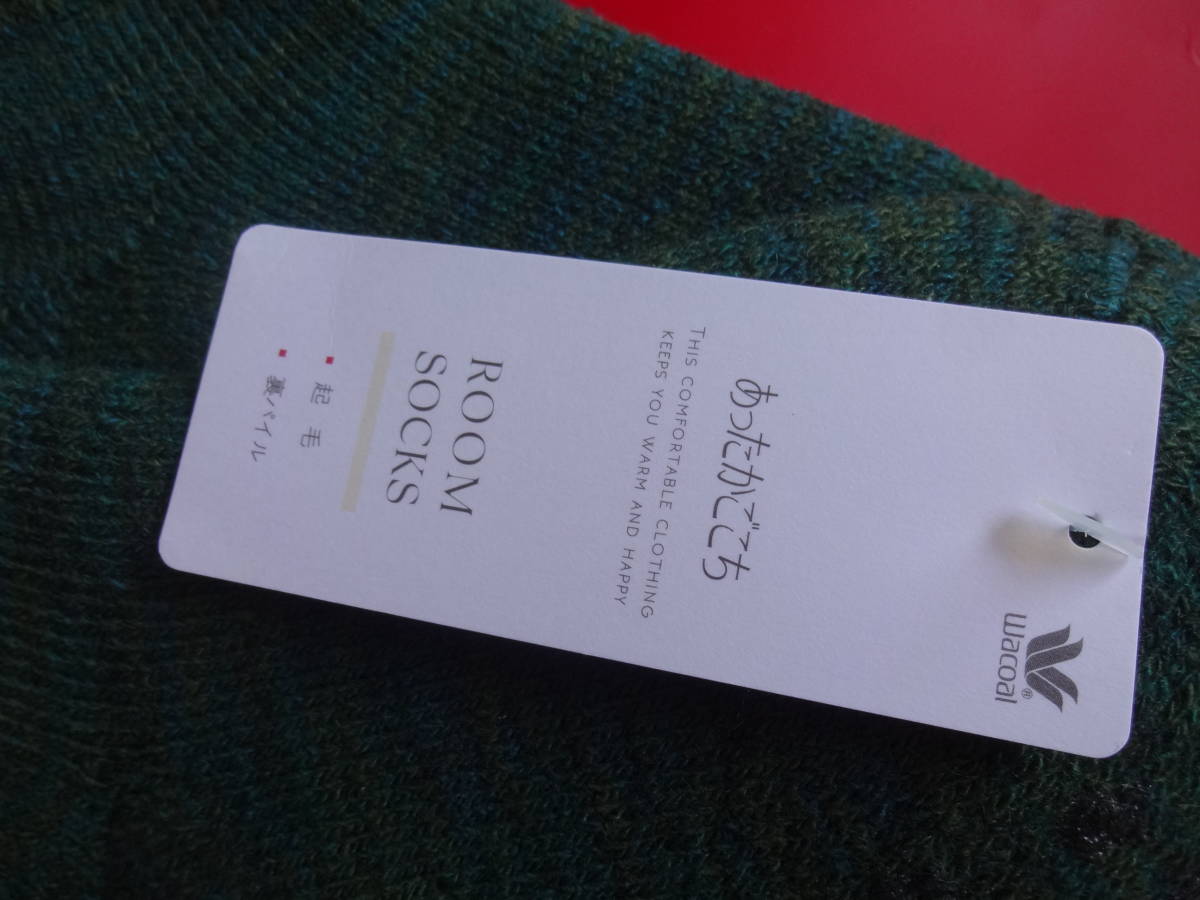 Wacoal®
あったかごこち
THIS COMFORTABLE CLOTHING
KEEPS YOU WARM AND HAPPY
ROOM
SOCKS
起毛
裏パイル